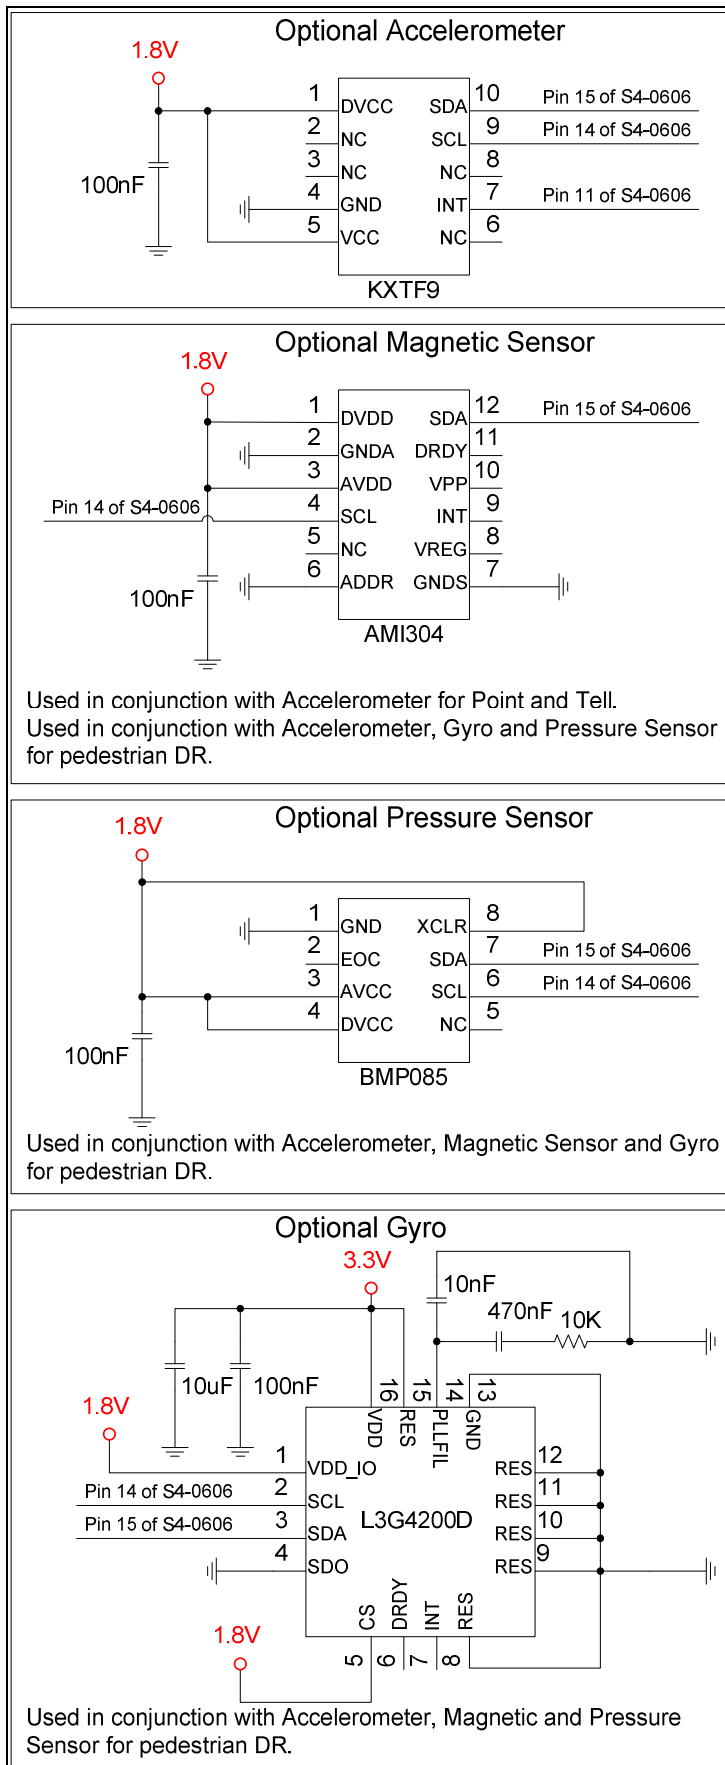 Optional Accelerometer
1.8V
1 DVCC SDA 10 Pin 15 of S4-0606
2 NC SCL 9 Pin 14 of S4-0606
3 NC NC 8
100nF
4 GND INT 7 Pin 11 of S4-0606
5 VCC NC 6
KXTF9
Optional Magnetic Sensor
1.8V
1 DVDD SDA 12 Pin 15 of S4-0606
2 GNDA DRDY 11
3 AVDD VPP 10
Pin 14 of S4-0606 4 SCL INT 9
5 NC VREG 8
6 ADDR GNDS 7
100nF
AMI304
Used in conjunction with Accelerometer for Point and Tell.
Used in conjunction with Accelerometer, Gyro and Pressure Sensor
for pedestrian DR.
Optional Pressure Sensor
1.8V
1 GND XCLR 8
2 EOC SDA 7 Pin 15 of S4-0606
3 AVCC SCL 6 Pin 14 of S4-0606
4 DVCC NC 5
100nF
BMP085
Used in conjunction with Accelerometer, Magnetic Sensor and Gyro
for pedestrian DR.
Optional Gyro
3.3V
10nF
470nF 10K
10uF 100nF
16 15 14 13
1.8V
VDD RES PLLFIL GND
1 VDD_IO RES 12
Pin 14 of S4-0606 2 SCL RES 11
L3G4200D
Pin 15 of S4-0606 3 SDA RES 10
4 SDO RES 9
CS DRDY INT RES
1.8V
5 6 7 8
Used in conjunction with Accelerometer, Magnetic and Pressure
Sensor for pedestrian DR.